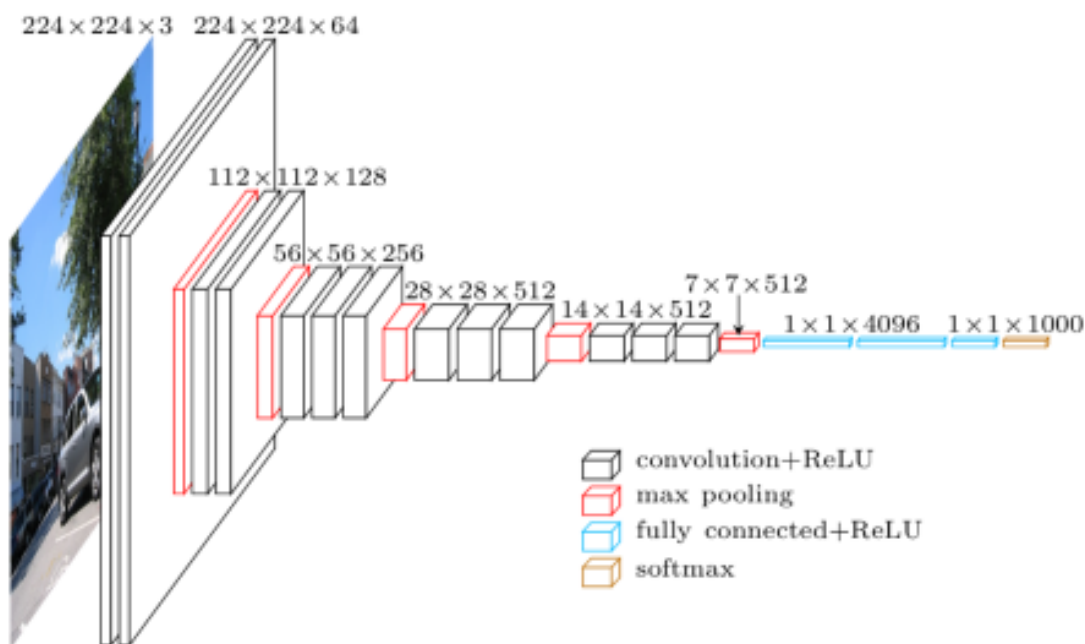 224×224×3
224×224×64
112×112×128
56×56×256
28×28×512
14×14×512
7×7×512
1×1×4096
1×1×1000
convolution+ReLU
max pooling
fully connected+ReLU
softmax